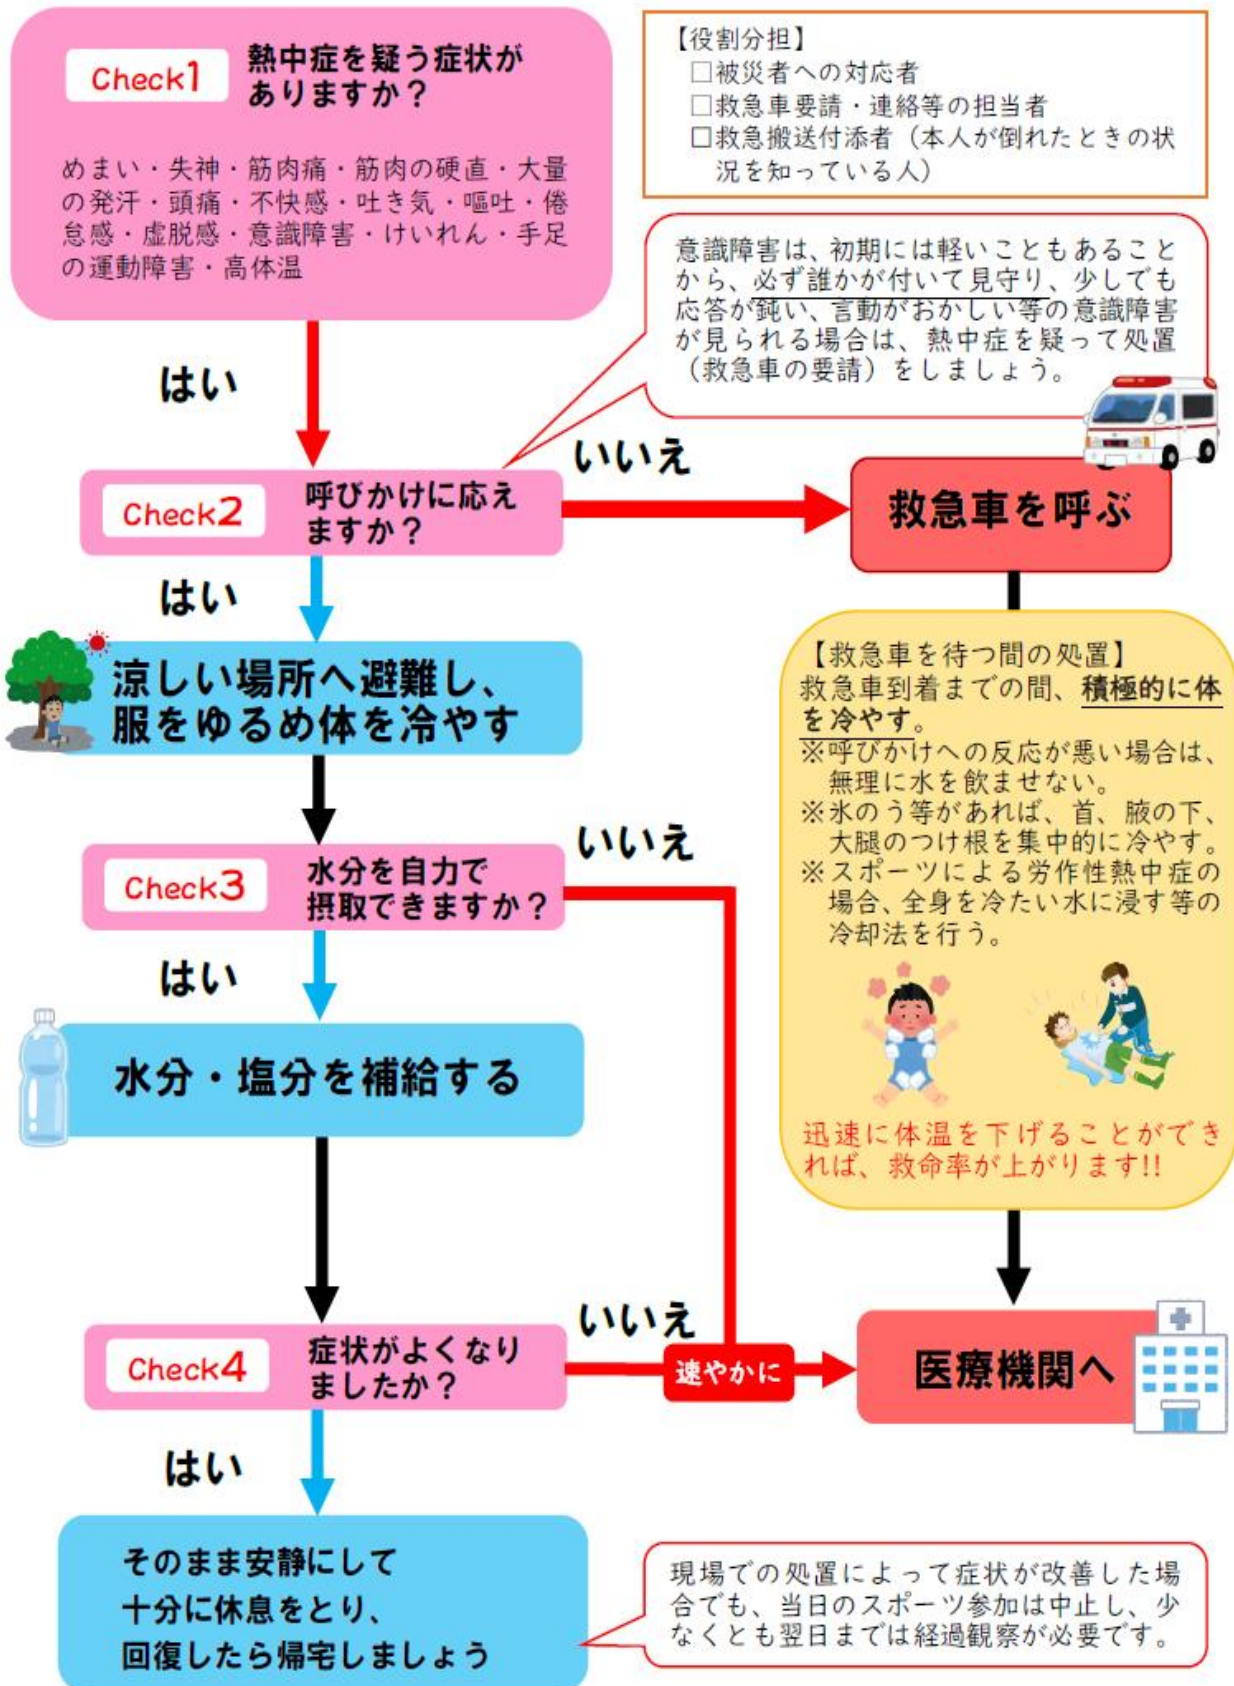 Check1
熱中症を疑う症状が
ありますか？
めまい・失神・筋肉痛・筋肉の硬直・大量
の発汗・頭痛・不快感・吐き気・嘔吐・倦
怠感・虚脱感・意識障害・けいれん・手足
の運動障害・高体温
【役割分担】
□被災者への対応者
□救急車要請・連絡等の担当者
□救急搬送付添者（本人が倒れたときの状
況を知っている人）
意識障害は、初期には軽いこともあること
から、必ず誰かが付いて見守り、少しでも
応答が鈍い、言動がおかしい等の意識障害
が見られる場合は、熱中症を疑って処置
（救急車の要請）をしましょう。
はい
Check2
呼びかけに応え
ますか？
いいえ
救急車を呼ぶ
はい
涼しい場所へ避難し、
服をゆるめ体を冷やす
【救急車を待つ間の処置】
救急車到着までの間、積極的に体
を冷やす。
※呼びかけへの反応が悪い場合は、
無理に水を飲ませない。
※氷のう等があれば、首、腋の下、
大腿のつけ根を集中的に冷やす。
※スポーツによる労作性熱中症の
場合、全身を冷たい水に浸す等の
冷却法を行う。
迅速に体温を下げることができ
れば、救命率が上がります!!
Check3
水分を自力で
摂取できますか？
いいえ
はい
水分・塩分を補給する
Check4
症状がよくなり
ましたか？
いいえ
速やかに
医療機関へ
はい
そのまま安静にして
十分に休息をとり、
回復したら帰宅しましょう
現場での処置によって症状が改善した場
合でも、当日のスポーツ参加は中止し、少
なくとも翌日までは経過観察が必要です。